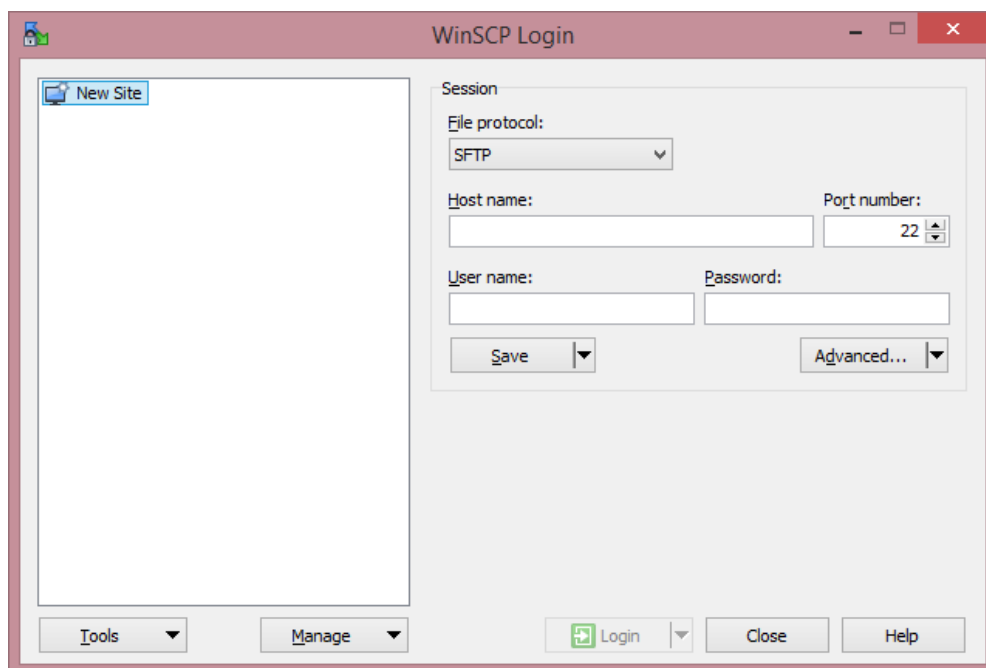 WinSCP Login
New Site
Session
File protocol:
SFTP
Host name:
Port number:
22
User name:
Password:
Save
Advanced...
Tools
Manage
Login
Close
Help